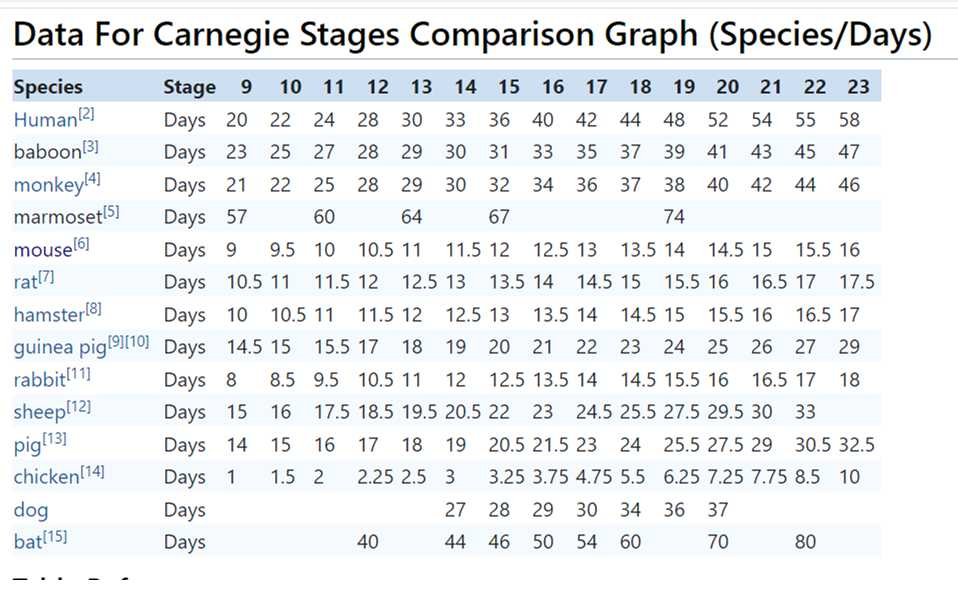 Data For Carnegie Stages Comparison Graph (Species/Days)
Species Stage 9 10 11 12 13 14 15 16 17 18 19 20 21 22 23
Human[2] Days 20 22 24 28 30 33 36 40 42 44 48 52 54 55 58
baboon[3] Days 23 25 27 28 29 30 31 33 35 37 39 41 43 45 47
monkey[4] Days 21 22 25 28 29 30 32 34 36 37 38 40 42 44 46
marmoset[5] Days 57 60 64 67 74
mouse[6] Days 9 9.5 10 10.5 11 11.5 12 12.5 13 13.5 14 14.5 15 15.5 16
rat[7] Days 10.5 11 11.5 12 12.5 13 13.5 14 14.5 15 15.5 16 16.5 17 17.5
hamster[8] Days 10 10.5 11 11.5 12 12.5 13 13.5 14 14.5 15 15.5 16 16.5 17
guinea pig[9][10] Days 14.5 15 15.5 17 18 19 20 21 22 23 24 25 26 27 29
rabbit[11] Days 8 8.5 9.5 10.5 11 12 12.5 13.5 14 14.5 15.5 16 16.5 17 18
sheep[12] Days 15 16 17.5 18.5 19.5 20.5 22 23 24.5 25.5 27.5 29.5 30 33
pig[13] Days 14 15 16 17 18 19 20.5 21.5 23 24 25.5 27.5 29 30.5 32.5
chicken[14] Days 1 1.5 2 2.25 2.5 3 3.25 3.75 4.75 5.5 6.25 7.25 7.75 8.5 10
dog Days 27 28 29 30 34 36 37
bat[15] Days 40 44 46 50 54 60 70 80